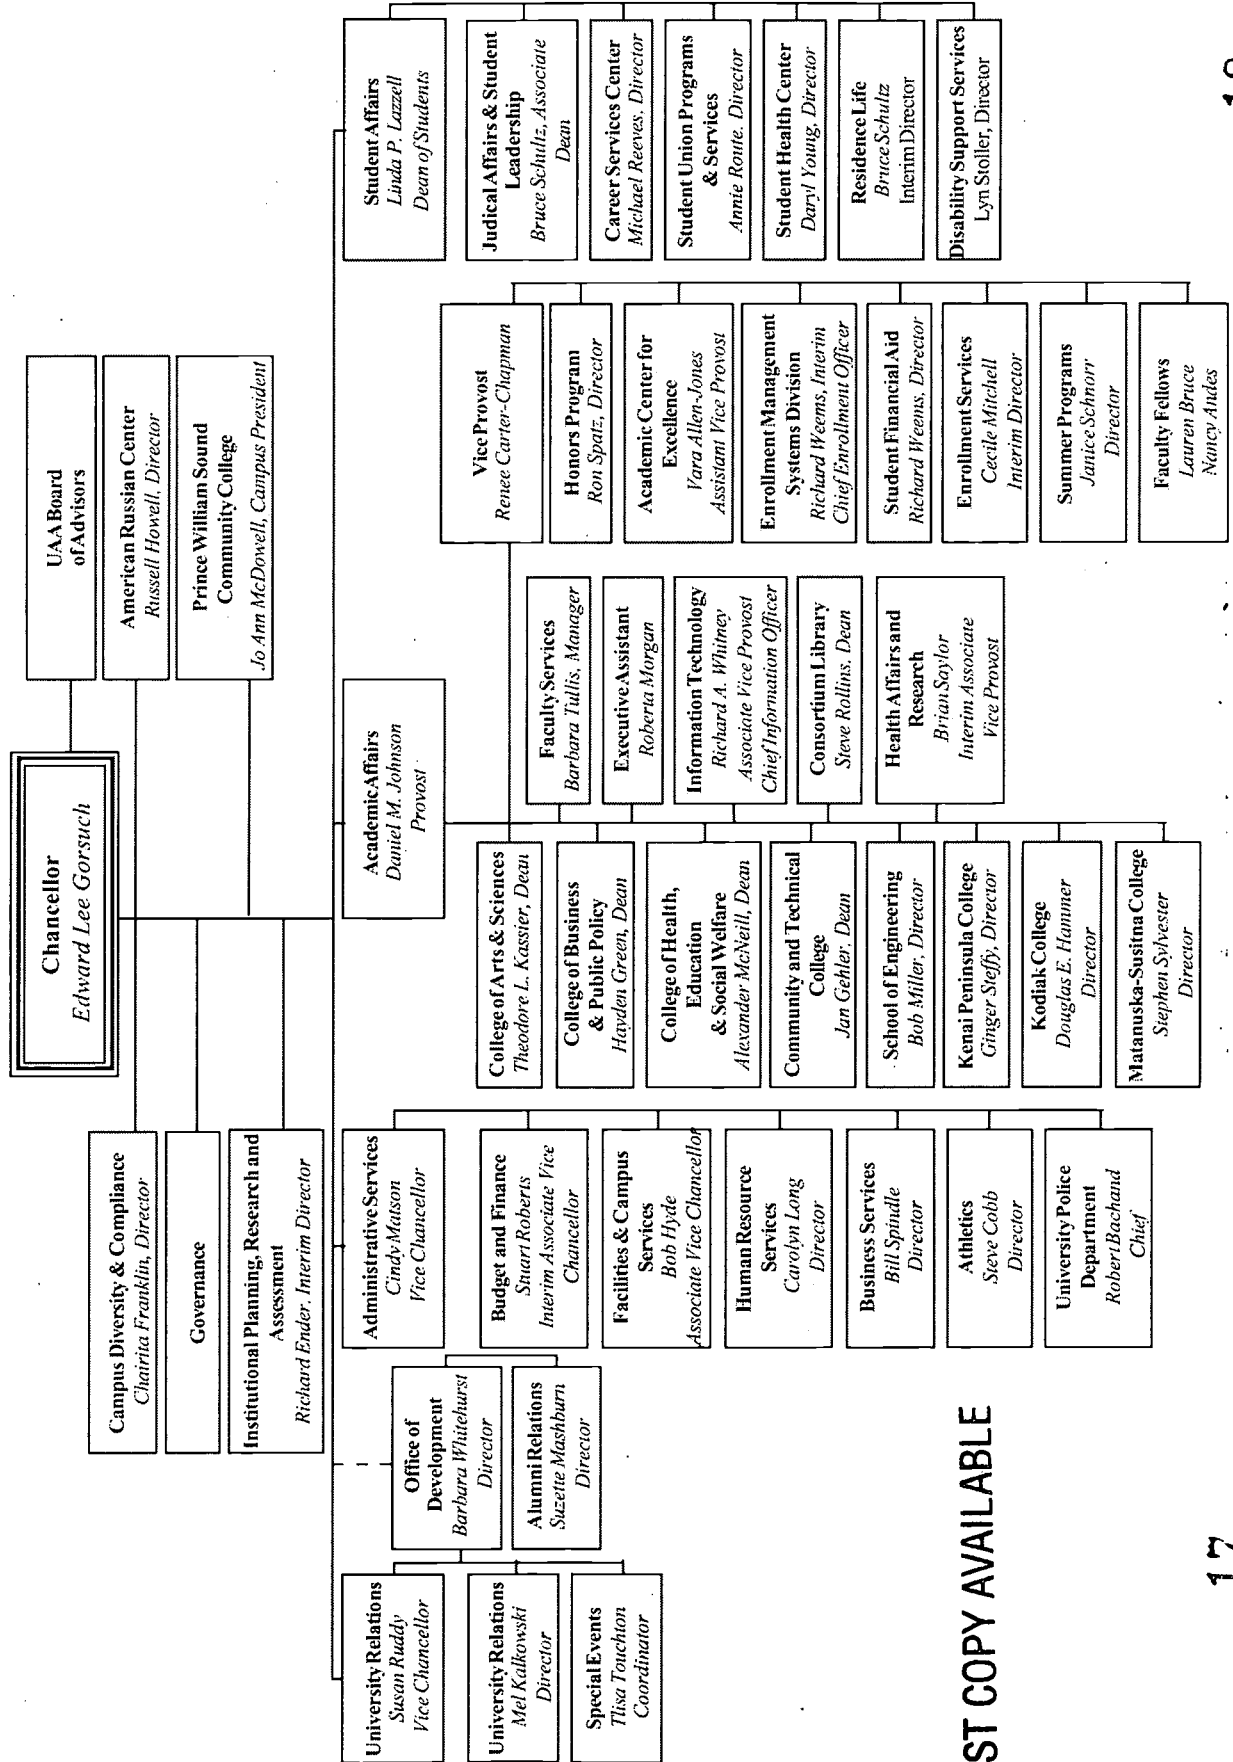 Chancellor
Edward Lee Gorsuch
UAA Board
of Advisors
American Russian Center
Russell Howell, Director
Prince William Sound
Community College
Jo Ann McDowell, Campus President
Campus Diversity & Compliance
Chairita Franklin, Director
Governance
Institutional Planning, Research and
Assessment
Richard Ender, Interim Director
University Relations
Susan Ruddy
Vice Chancellor
University Relations
Mel Kalkowski
Director
Special Events
Tlisa Touchton
Coordinator
Office of
Development
Barbara Whitehurst
Director
Alumni Relations
Suzette Mashburn
Director
Administrative Services
Cindy Matson
Vice Chancellor
Budget and Finance
Stuart Roberts
Interim Associate Vice
Chancellor
Facilities & Campus
Services
Bob Hyde
Associate Vice Chancellor
Human Resource
Services
Carolyn Long
Director
Business Services
Bill Spindle
Director
Athletics
Steve Cobb
Director
University Police
Department
Robert Bachand
Chief
Academic Affairs
Daniel M. Johnson
Provost
College of Arts & Sciences
Theodore L. Kassier, Dean
College of Business
& Public Policy
Hayden Green, Dean
College of Health,
Education
& Social Welfare
Alexander McNeill, Dean
Community and Technical
College
Jan Gehler, Dean
School of Engineering
Bob Miller, Director
Kenai Peninsula College
Ginger Steffy, Director
Kodiak College
Douglas E. Hammer
Director
Matanuska-Susitna College
Stephen Sylvester
Director
Faculty Services
Barbara Tullis, Manager
Executive Assistant
Roberta Morgan
Information Technology
Richard A. Whitney
Associate Vice Provost
Chief Information Officer
Consortium Library
Steve Rollins, Dean
Health Affairs and
Research
Brian Saylor
Interim Associate
Vice Provost
Vice Provost
Renee Carter-Chapman
Honors Program
Ron Spatz, Director
Academic Center for
Excellence
Vara Allen-Jones
Assistant Vice Provost
Enrollment Management
Systems Division
Richard Weems, Interim
Chief Enrollment Officer
Student Financial Aid
Richard Weems, Director
Enrollment Services
Cecile Mitchell
Interim Director
Summer Programs
Janice Schnorr
Director
Faculty Fellows
Lauren Bruce
Nancy Andes
Student Affairs
Linda P. Lazzell
Dean of Students
Judical Affairs & Student
Leadership
Bruce Schultz, Associate
Dean
Career Services Center
Michael Reeves, Director
Student Union Programs
& Services
Annie Route. Director
Student Health Center
Daryl Young, Director
Residence Life
Bruce Schultz
Interim Director
Disability Support Services
Lyn Stoller, Director
ST COPY AVAILABLE
17